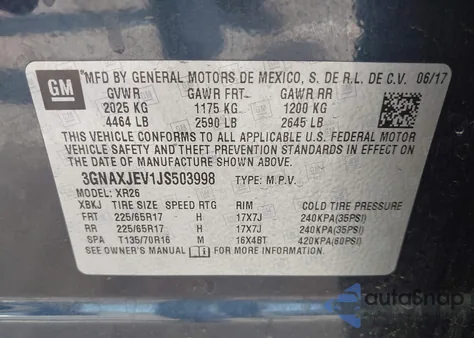 GM MFD BY GENERAL MOTORS DE MEXICO, S. DE R.L. DE C.V. 06/17
GVWR GAWR FRT GAWR RR
2025 KG 1175 KG 1200 KG
4464 LB 2590 LB 2645 LB
THIS VEHICLE CONFORMS TO ALL APPLICABLE U.S. FEDERAL MOTOR
VEHICLE SAFETY AND THEFT PREVENTION STANDARDS IN EFFECT ON
THE DATE OF MANUFACTURE SHOWN ABOVE.
3GNAXJEV1JS503998 TYPE: M.P.V.
MODEL: XR26
XBKJ TIRE SIZE SPEED RTG RIM COLD TIRE PRESSURE
FRT 225/65R17 H 17X7J 240KPA(35PSI)
RR 225/65R17 H 17X7J 240KPA(35PSI)
SPA T135/70R16 M 16X4BT 420KPA(60PSI)
SEE OWNER'S MANUAL FOR MORE INFORMATION.
autoSnap